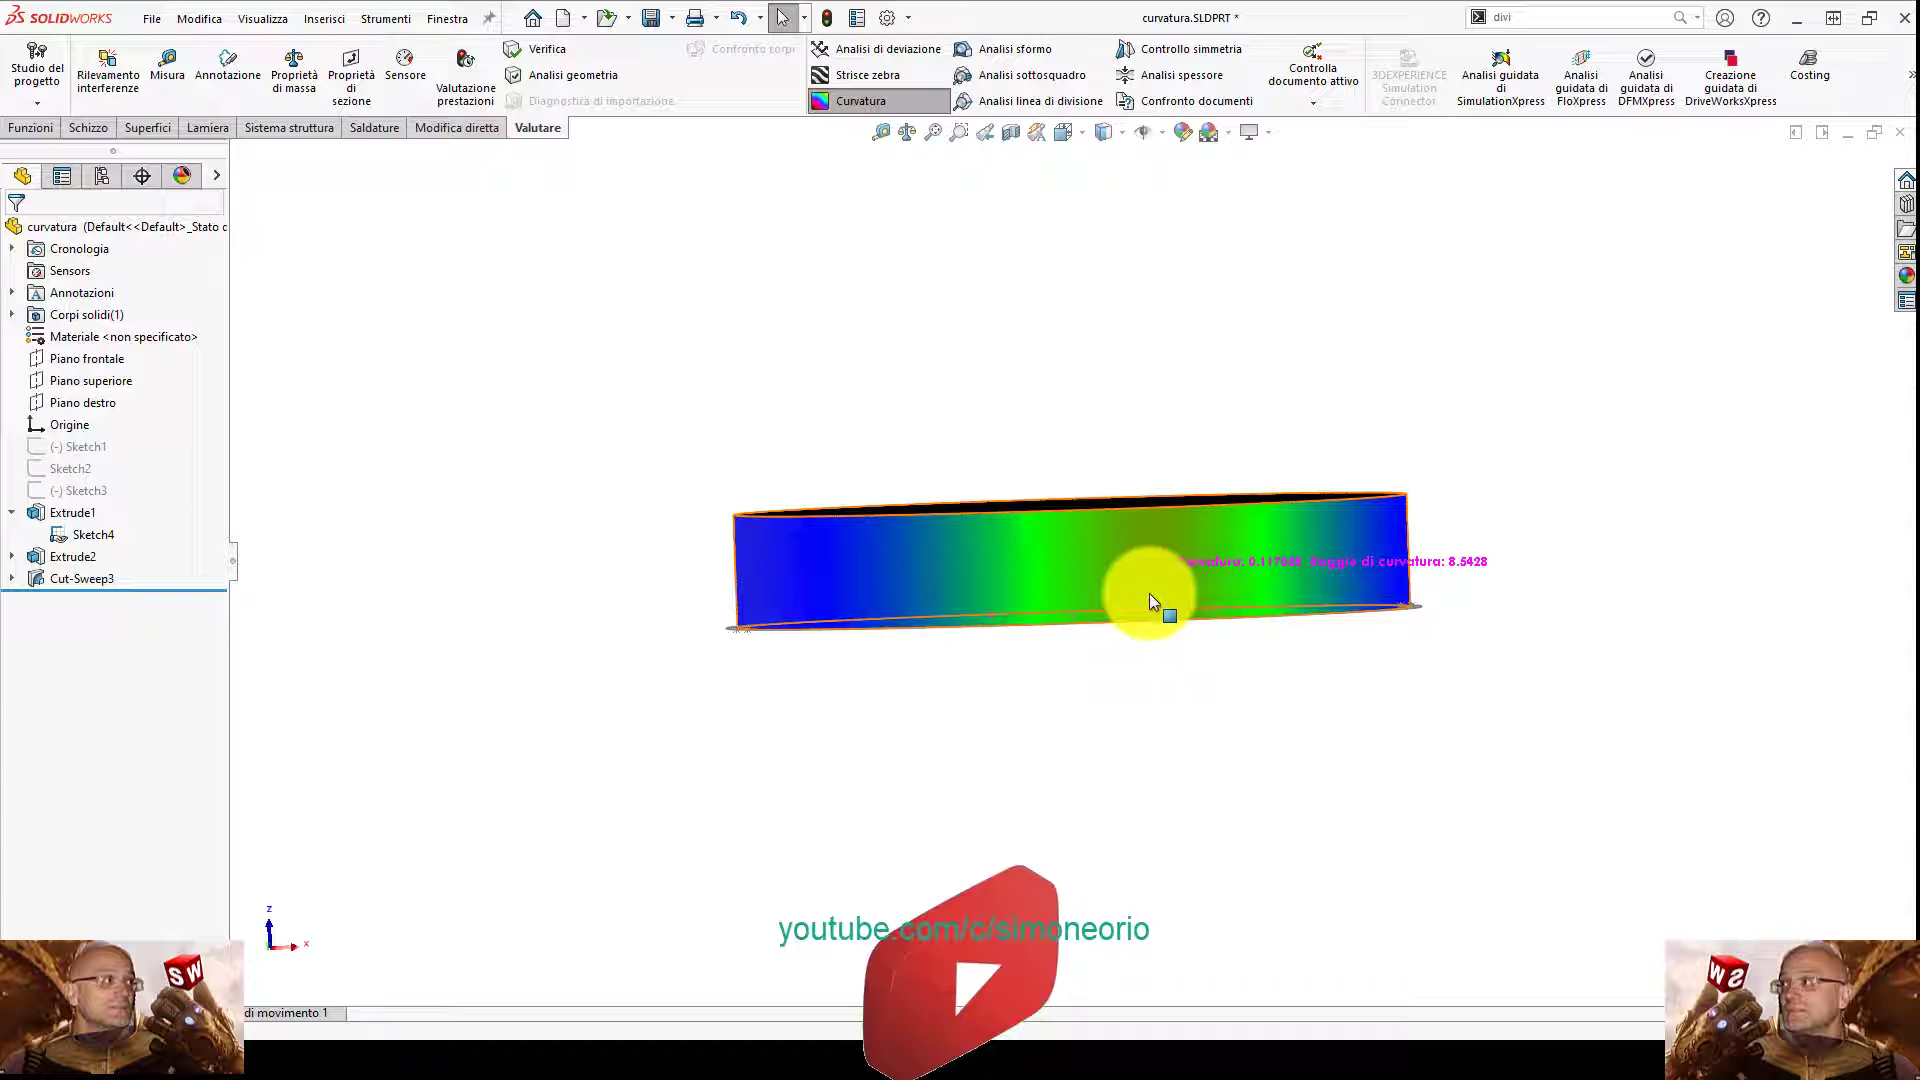 SOLIDWORKS
File
Modifica
Visualizza
Inserisci
Strumenti
Finestra
curvatura.SLDPRT *
divi
Studio del progetto
Rilevamento interferenze
Misura
Annotazione
Proprietà di massa
Proprietà di sezione
Sensore
Valutazione prestazioni
Verifica
Analisi geometria
Diagnostica di importazione
Confronto corpi
Analisi di deviazione
Strisce zebra
Curvatura
Analisi sformo
Analisi sottosquadro
Analisi linea di divisione
Controllo simmetria
Analisi spessore
Confronto documenti
Controlla documento attivo
3DEXPERIENCE Simulation Connector
Analisi guidata di SimulationXpress
Analisi guidata di FloXpress
Analisi guidata di DFMXpress
Creazione guidata di DriveWorksXpress
Costing
Funzioni
Schizzo
Superfici
Lamiera
Sistema struttura
Saldature
Modifica diretta
Valutare
curvatura (Default<<Default>_Stato c
Cronologia
Sensors
Annotazioni
Corpi solidi(1)
Materiale <non specificato>
Piano frontale
Piano superiore
Piano destro
Origine
(-) Sketch1
Sketch2
(-) Sketch3
Extrude1
Sketch4
Extrude2
Cut-Sweep3
Raggio di curvatura: 8.5428
z
x
youtube.com/c/simoneorio
SW
SW
di movimento 1